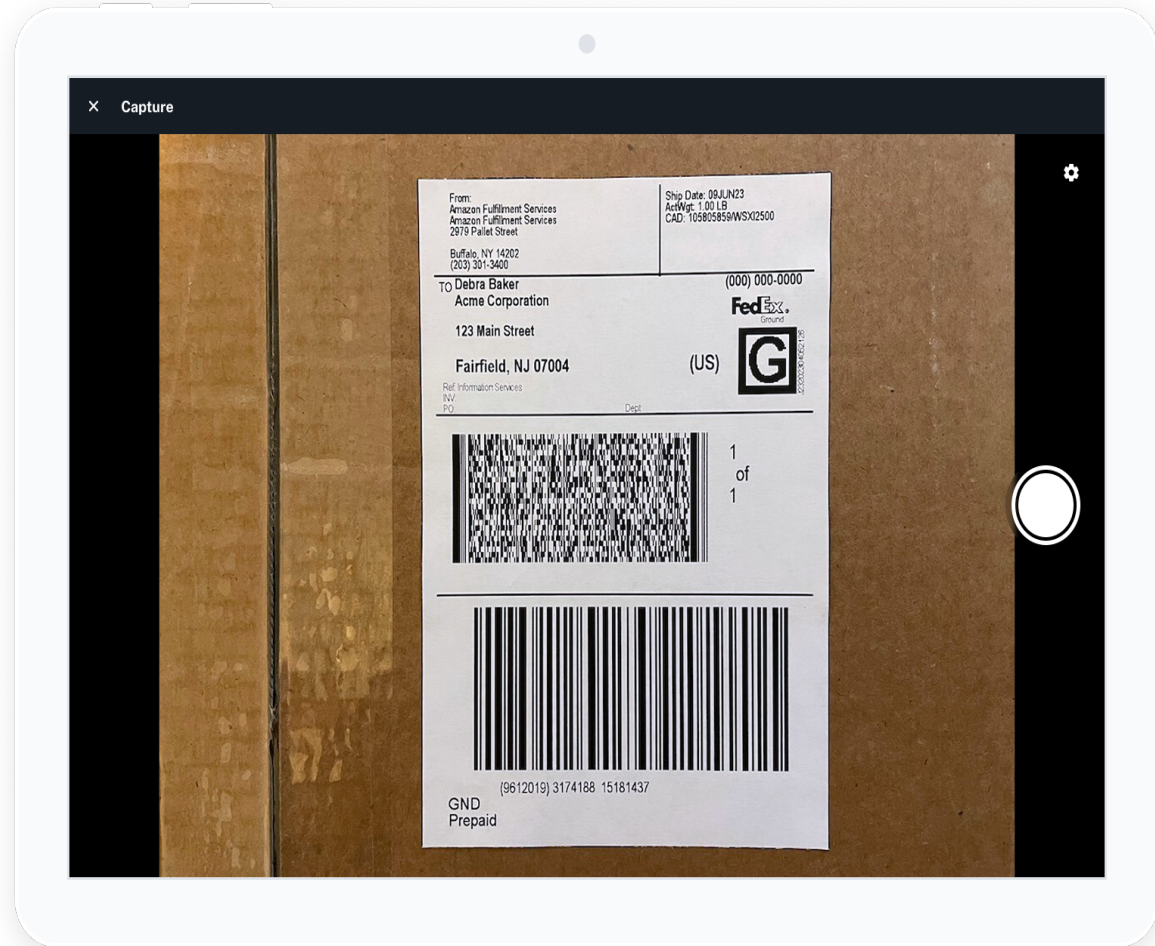 Capture
From:
Amazon Fulfillment Services
Amazon Fulfillment Services
2979 Pallet Street
Buffalo, NY 14202
(203) 301-3400
Ship Date: 09JUN23
ActWgt: 1.00 LB
CAD: 105805859/WSXI2500
TO Debra Baker
Acme Corporation
123 Main Street
Fairfield, NJ 07004
(000) 000-0000
FedEx.
Ground
(US)
G
Ref. Information Services
INV
PO
Dept
1
of
1
(9612019) 3174188 15181437
GND
Prepaid